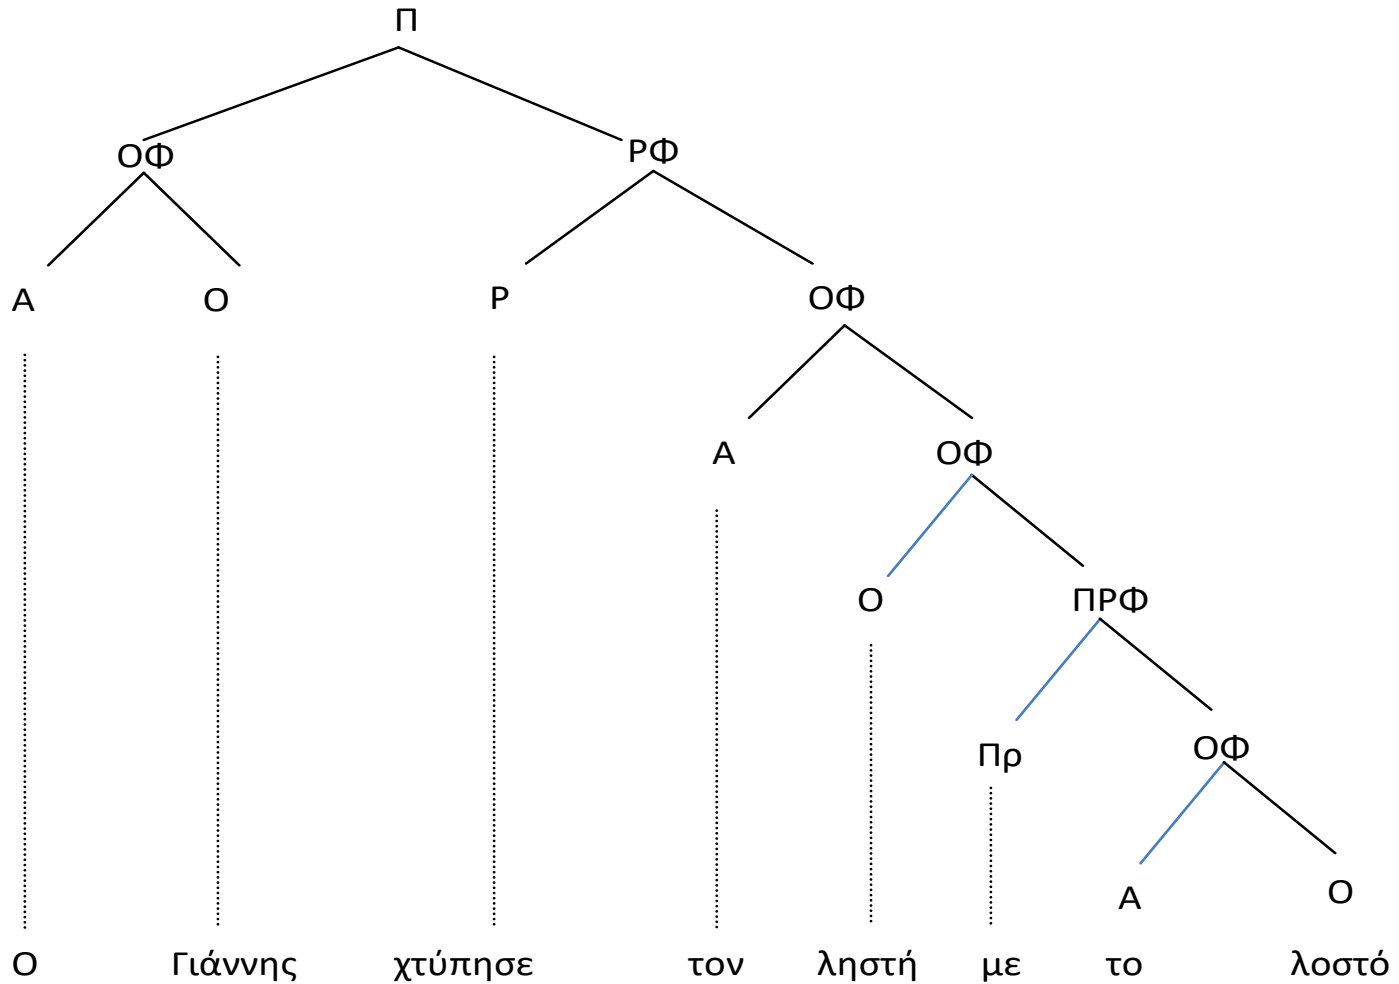 Π
ΟΦ ΡΦ
Α Ο Ρ ΟΦ
Α ΟΦ
Ο ΠΡΦ
Πρ ΟΦ
Α Ο
Ο Γιάννης χτύπησε τον ληστή με το λοστό